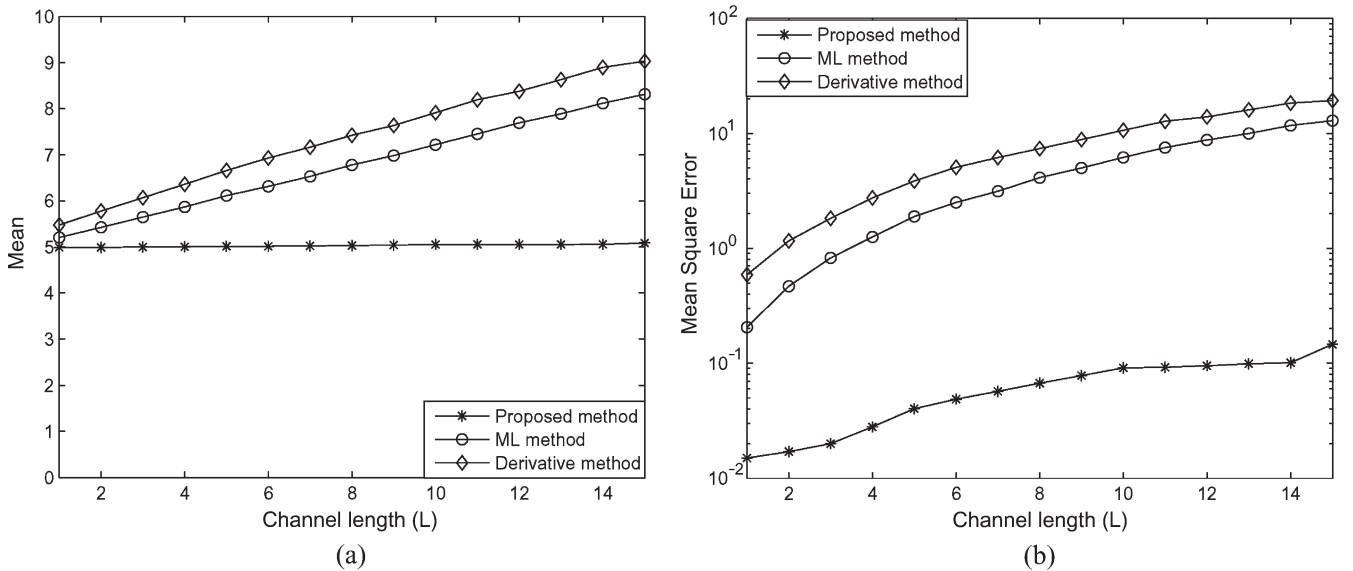 10
9
8
7
6
5
4
3
2
1
0
Mean
Proposed method
ML method
Derivative method
2 4 6 8 10 12 14
Channel length (L)
(a)
10^2
10^1
10^0
10^-1
10^-2
Mean Square Error
Proposed method
ML method
Derivative method
2 4 6 8 10 12 14
Channel length (L)
(b)